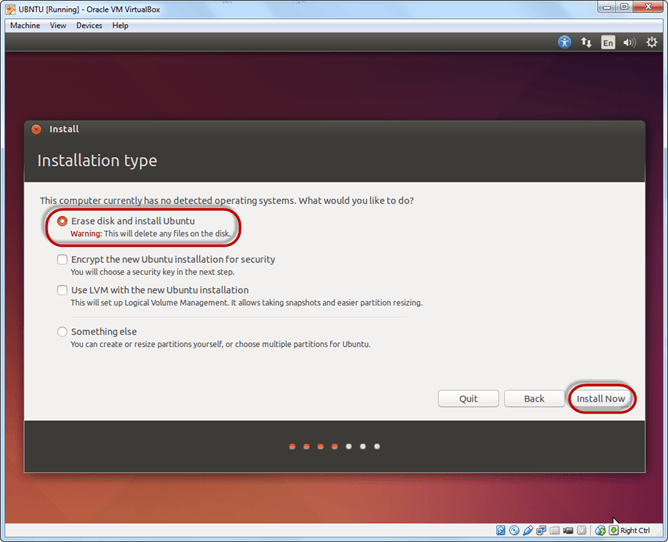 UBNTU [Running] - Oracle VM VirtualBox
Machine View Devices Help
En
Install
Installation type
This computer currently has no detected operating systems. What would you like to do?
Erase disk and install Ubuntu
Warning: This will delete any files on the disk.
Encrypt the new Ubuntu installation for security
You will choose a security key in the next step.
Use LVM with the new Ubuntu installation
This will set up Logical Volume Management. It allows taking snapshots and easier partition resizing.
Something else
You can create or resize partitions yourself, or choose multiple partitions for Ubuntu.
Quit Back Install Now
Right Ctrl